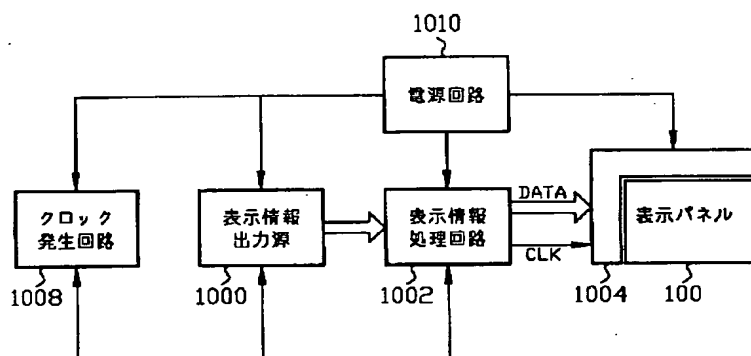 1010
電源回路
クロック
発生回路
1008
表示情報
出力源
1000
表示情報
処理回路
1002
DATA
CLK
表示パネル
1004
100